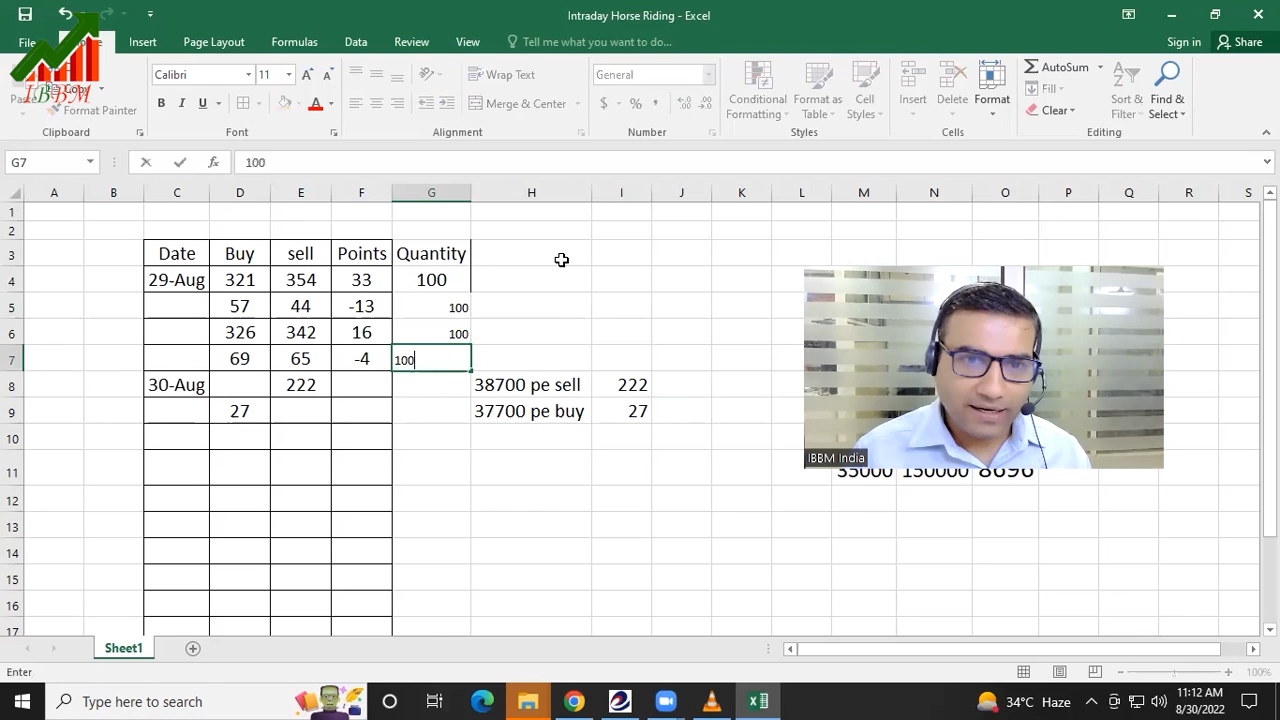 Intraday Horse Riding - Excel
File
Insert
Page Layout
Formulas
Data
Review
View
Tell me what you want to do...
Sign in
Share
IBBM
Copy
Format Painter
Clipboard
Calibri
11
B I U
Font
Wrap Text
Merge & Center
Alignment
General
$ % ,
Number
Conditional Formatting
Format as Table
Cell Styles
Styles
Insert
Delete
Format
Cells
AutoSum
Fill
Clear
Sort & Filter
Find & Select
Editing
G7
fx
100
A B C D E F G H I J K L M N O P Q R S
1
2
3 Date Buy sell Points Quantity
4 29-Aug 321 354 33 100
5 57 44 -13 100
6 326 342 16 100
7 69 65 -4 100
8 30-Aug 222 38700 pe sell 222
9 27 37700 pe buy 27
10
11 35000 150000 8696
12
13
14
15
16
17
IBBM India
Sheet1
Enter
100%
Type here to search
34°C Haze
11:12 AM
8/30/2022